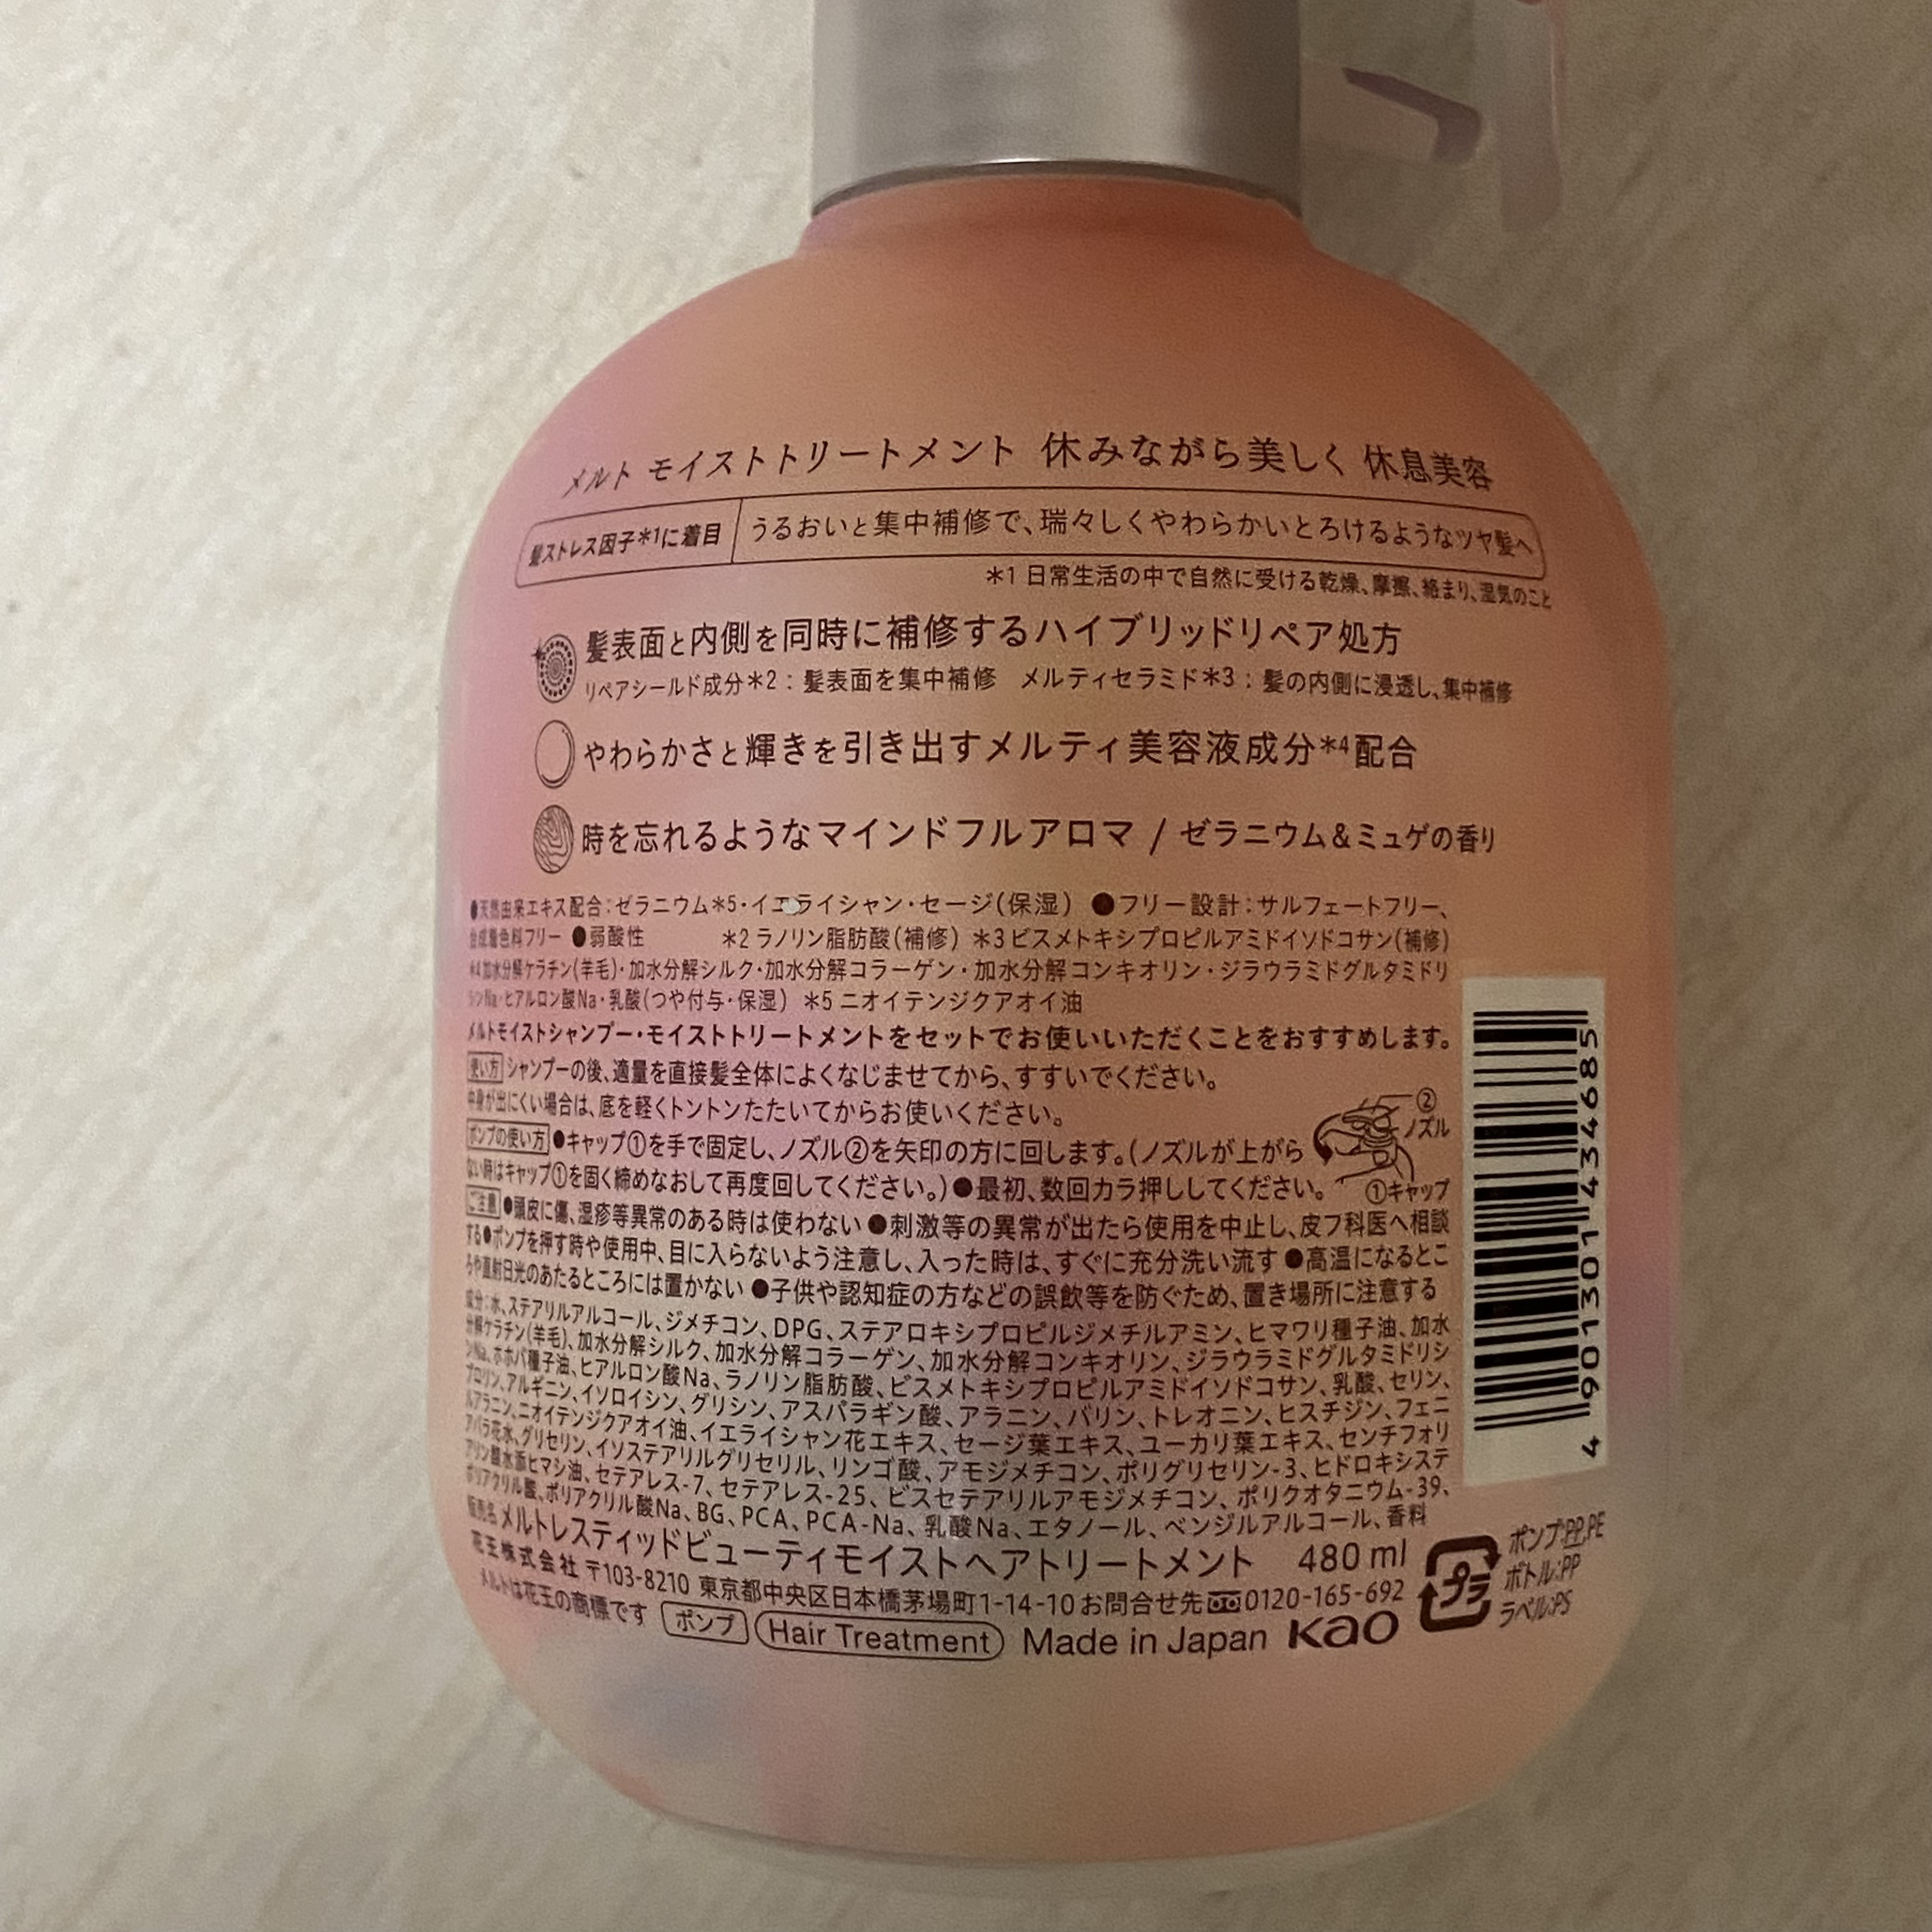 メルト モイストトリートメント 休みながら美しく 休息美容
髪ストレス因子*1に着目 うるおいと集中補修で、瑞々しくやわらかいとろけるようなツヤ髪へ
*1 日常生活の中で自然に受ける乾燥、摩擦、絡まり、湿気のこと
髪表面と内側を同時に補修するハイブリッドリペア処方
リペアシールド成分*2：髪表面を集中補修 メルティセラミド*3：髪の内側に浸透し、集中補修
やわらかさと輝きを引き出すメルティ美容液成分*4配合
時を忘れるようなマインドフルアロマ / ゼラニウム&ミュゲの香り
●天然由来エキス配合：ゼラニウム*5・イエライシャン・セージ(保湿) ●フリー設計：サルフェートフリー、
合成着色料フリー ●弱酸性 *2 ラノリン脂肪酸(補修) *3 ビスメトキシプロピルアミドイソドコサン(補修)
*4 加水分解ケラチン(羊毛)・加水分解シルク・加水分解コラーゲン・加水分解コンキオリン・ジラウラミドグルタミドリ
シンNa・ヒアルロン酸Na・乳酸(つや付与・保湿) *5 ニオイテンジクアオイ油
メルトモイストシャンプー・モイストトリートメントをセットでお使いいただくことをおすすめします。
使い方 シャンプーの後、適量を直接髪全体によくなじませてから、すすいでください。
中身が出にくい場合は、底を軽くトントンたたいてからお使いください。
ポンプの使い方 ●キャップ①を手で固定し、ノズル②を矢印の方に回します。(ノズルが上がら
ない時はキャップ①を固く締めなおして再度回してください。)●最初、数回カラ押ししてください。
②
ノズル
①キャップ
ご注意 ●頭皮に傷、湿疹等異常のある時は使わない ●刺激等の異常が出たら使用を中止し、皮フ科医へ相談
する●ポンプを押す時や使用中、目に入らないよう注意し、入った時は、すぐに充分洗い流す ●高温になるとこ
ろや直射日光のあたるところには置かない ●子供や認知症の方などの誤飲等を防ぐため、置き場所に注意する
成分：水、ステアリルアルコール、ジメチコン、DPG、ステアロキシプロピルジメチルアミン、ヒマワリ種子油、加水
分解ケラチン(羊毛)、加水分解シルク、加水分解コラーゲン、加水分解コンキオリン、ジラウラミドグルタミドリシ
ンNa、ホホバ種子油、ヒアルロン酸Na、ラノリン脂肪酸、ビスメトキシプロピルアミドイソドコサン、乳酸、セリン、
プロリン、アルギニン、イソロイシン、グリシン、アスパラギン酸、アラニン、バリン、トレオニン、ヒスチジン、フェニ
ルアラニン、ニオイテンジクアオイ油、イエライシャン花エキス、セージ葉エキス、ユーカリ葉エキス、センチフォリ
アバラ花水、グリセリン、イソステアリルグリセリル、リンゴ酸、アモジメチコン、ポリグリセリン-3、ヒドロキシステ
アリン酸水添ヒマシ油、セテアレス-7、セテアレス-25、ビスセテアリルアモジメチコン、ポリクオタニウム-39、
ポリアクリル酸、ポリアクリル酸Na、BG、PCA、PCA-Na、乳酸Na、エタノール、ベンジルアルコール、香料
販売名 メルトレスティッドビューティモイストヘアトリートメント 480ml
花王株式会社 〒103-8210 東京都中央区日本橋茅場町1-14-10 お問合せ先 0120-165-692
メルトは花王の商標です ポンプ Hair Treatment Made in Japan Kao
プラ
ポンプ:PP,PE
ボトル:PP
ラベル:PS
4 901301 434685